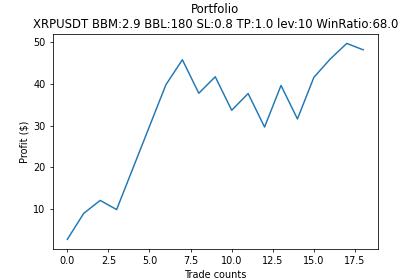 Portfolio
XRPUSDT BBM:2.9 BBL:180 SL:0.8 TP:1.0 lev:10 WinRatio:68.0
50
40
30
20
10
Profit ($)
0.0 2.5 5.0 7.5 10.0 12.5 15.0 17.5
Trade counts